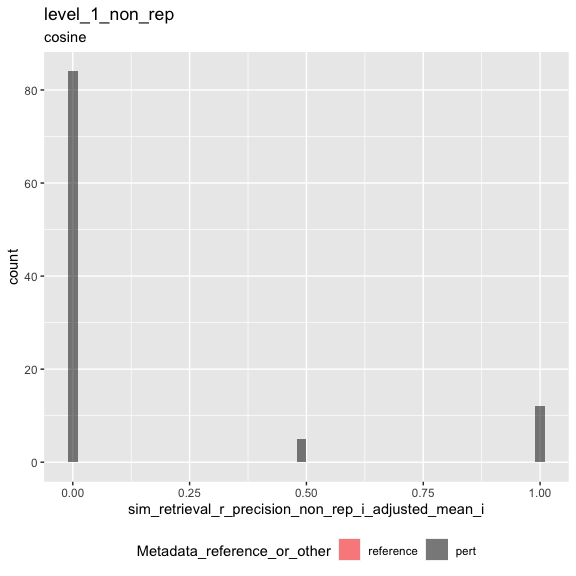 level_1_non_rep
cosine
80
60
40
20
0
count
0.00 0.25 0.50 0.75 1.00
sim_retrieval_r_precision_non_rep_i_adjusted_mean_i
Metadata_reference_or_other reference pert